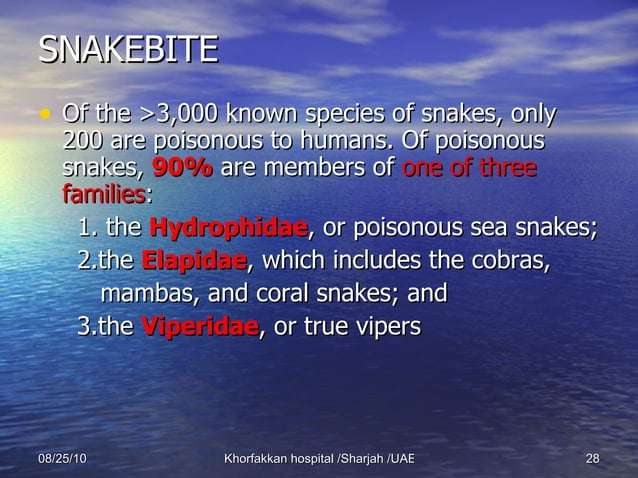 SNAKEBITE
• Of the >3,000 known species of snakes, only
200 are poisonous to humans. Of poisonous
snakes, 90% are members of one of three
families:
1. the Hydrophidae, or poisonous sea snakes;
2.the Elapidae, which includes the cobras,
mambas, and coral snakes; and
3.the Viperidae, or true vipers
08/25/10 Khorfakkan hospital /Sharjah /UAE 28